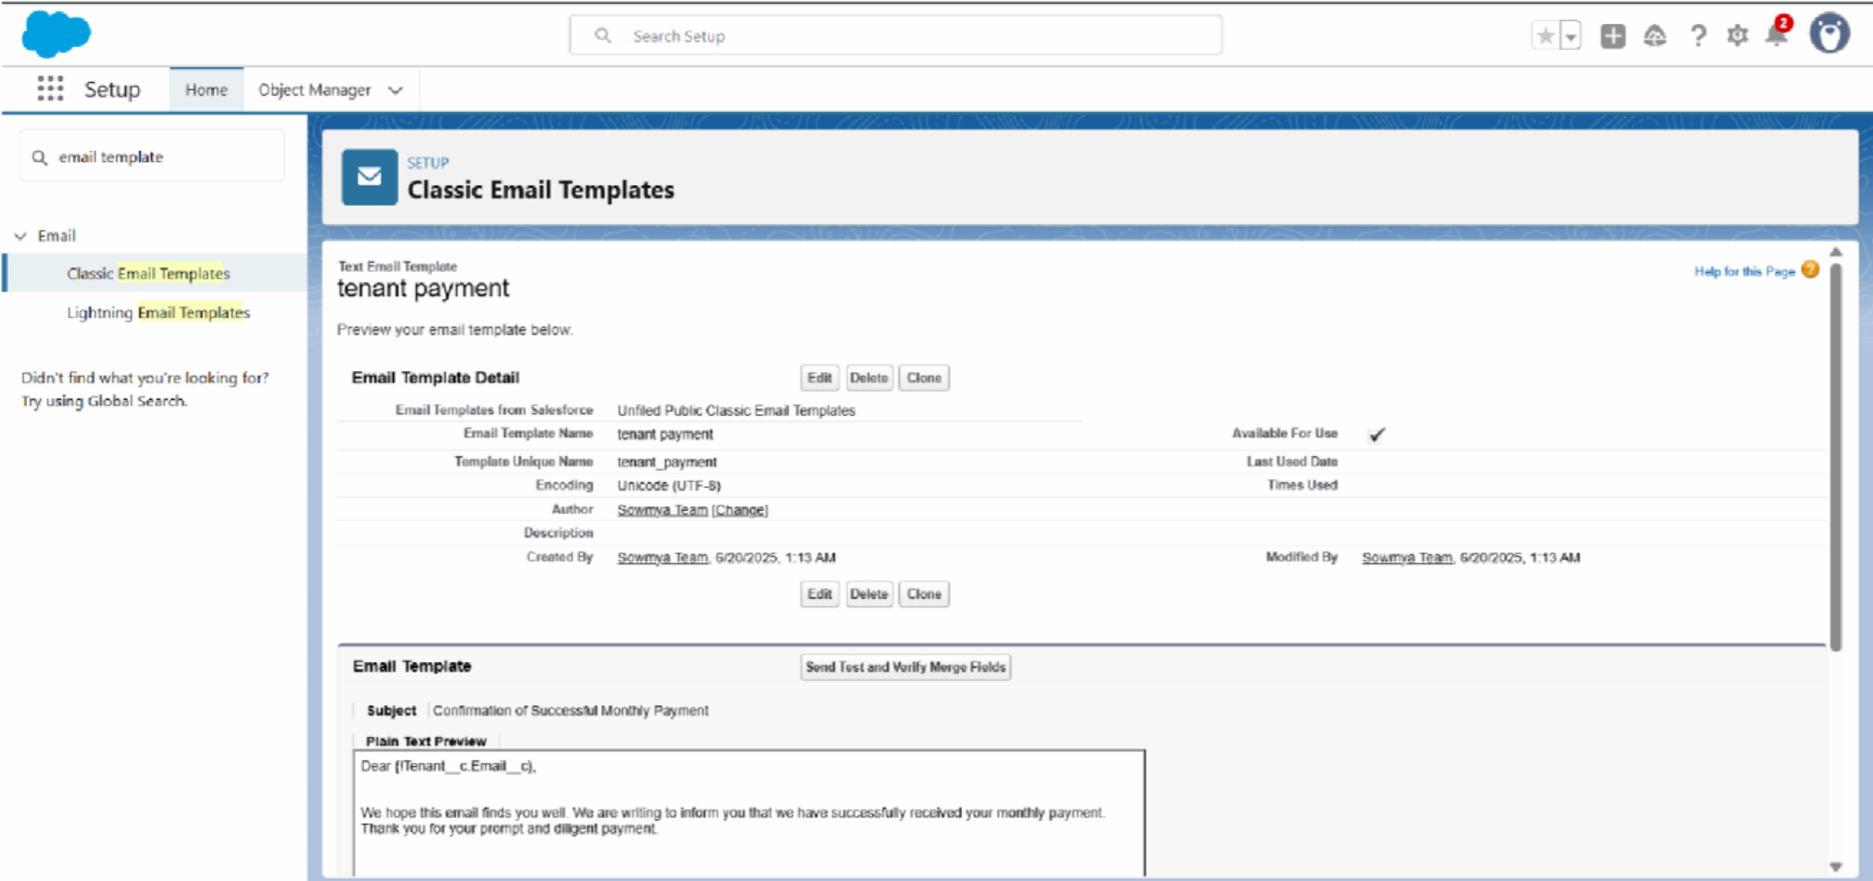 Search Setup
2
Setup
Home
Object Manager
email template
Email
Classic Email Templates
Lightning Email Templates
Didn't find what you're looking for?
Try using Global Search.
SETUP
Classic Email Templates
Text Email Template
tenant payment
Help for this Page ?
Preview your email template below.
Email Template Detail
Edit Delete Clone
Email Templates from Salesforce Unfiled Public Classic Email Templates
Email Template Name tenant payment Available For Use ✓
Template Unique Name tenant_payment Last Used Date
Encoding Unicode (UTF-8) Times Used
Author Sowmya Team [Change]
Description
Created By Sowmya Team, 6/20/2025, 1:13 AM Modified By Sowmya Team, 6/20/2025, 1:13 AM
Edit Delete Clone
Email Template Send Test and Verify Merge Fields
Subject Confirmation of Successful Monthly Payment
Plain Text Preview
Dear {!Tenant__c.Email__c},
We hope this email finds you well. We are writing to inform you that we have successfully received your monthly payment.
Thank you for your prompt and diligent payment.